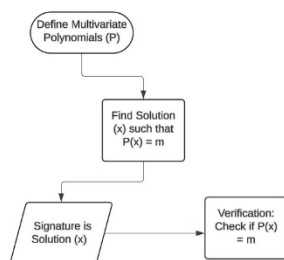 Define Multivariate
Polynomials (P)
Find Solution
(x) such that
P(x) = m
Signature is
Solution (x)
Verification:
Check if P(x)
= m